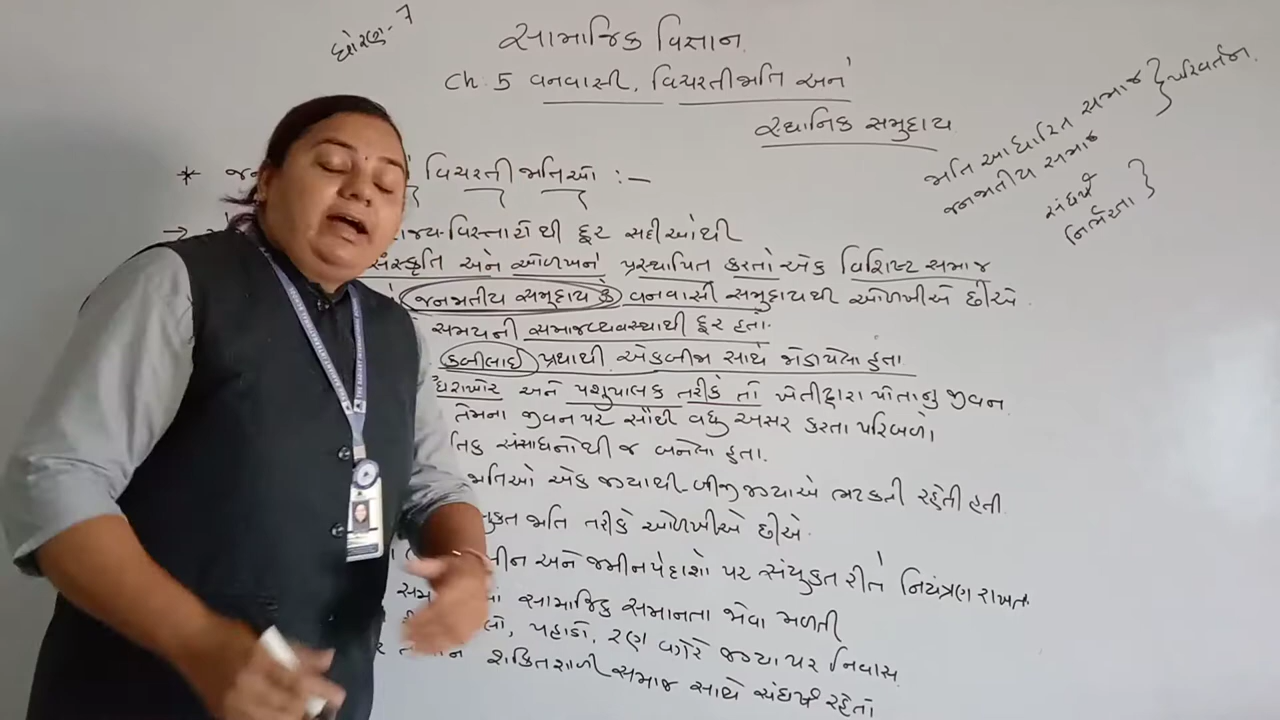 ધોરણ-7
સામાજિક વિજ્ઞાન
Ch: 5 વનવાસી, વિચરતીજાતિ અને
સ્થાનિક સમુદાય
જાતિ આધારિત સમાજ } પરિવર્તન
જનજાતીય સમાજ
સંઘર્ષ
નિર્ભરતા }
* વિચરતી જાતિઓ :-
→ રાજ્ય-વિસ્તારોથી દૂર સદીઓથી
સંસ્કૃતિ અને ઓળખને પ્રસ્થાપિત કરતો એક વિશિષ્ટ સમાજ
જનજાતીય સમુદાય કે વનવાસી સમુદાયથી ઓળખીએ છીએ.
સમયની સમાજવ્યવસ્થાથી દૂર હતાં.
કબીલાઇ પ્રથાથી એકબીજા સાથે જોડાયેલા હતા
અને પશુપાલક તરીકે તો ખેતીદ્વારા પોતાનુ જીવન
તેમના જીવનપર સૌથી વધુ અસર કરતા પરિબળો
સંસાધનોથી જ બનેલા હતા.
જાતિઓ એક જગ્યાથી-બીજી જગ્યાએ ભટકતી રહેતી હતી
જાતિ તરીકે ઓળખીએ છીએ.
અને જમીનપેદાશો પર સંયુકત રીતે નિયંત્રણ રાખત
સામાજિક સમાનતા જોવા મળતી
પહાડો, રણ વગેરે જગ્યાપર નિવાસ
શકિતશાળી સમાજ સાથે સંઘર્ષ રહેતો